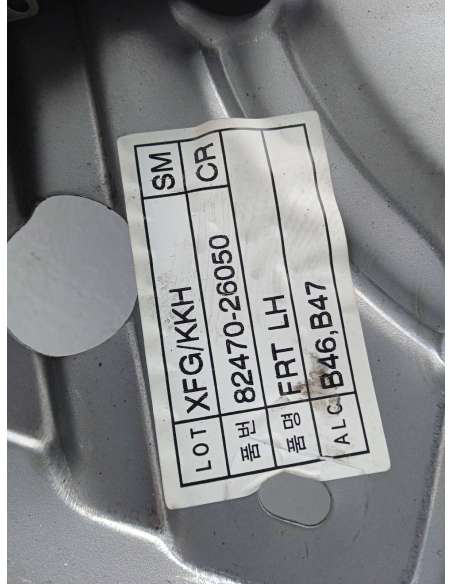 LOT XFG/KKH SM
품번 82470-26050 CR
품명 FRT LH
ALC B46,B47